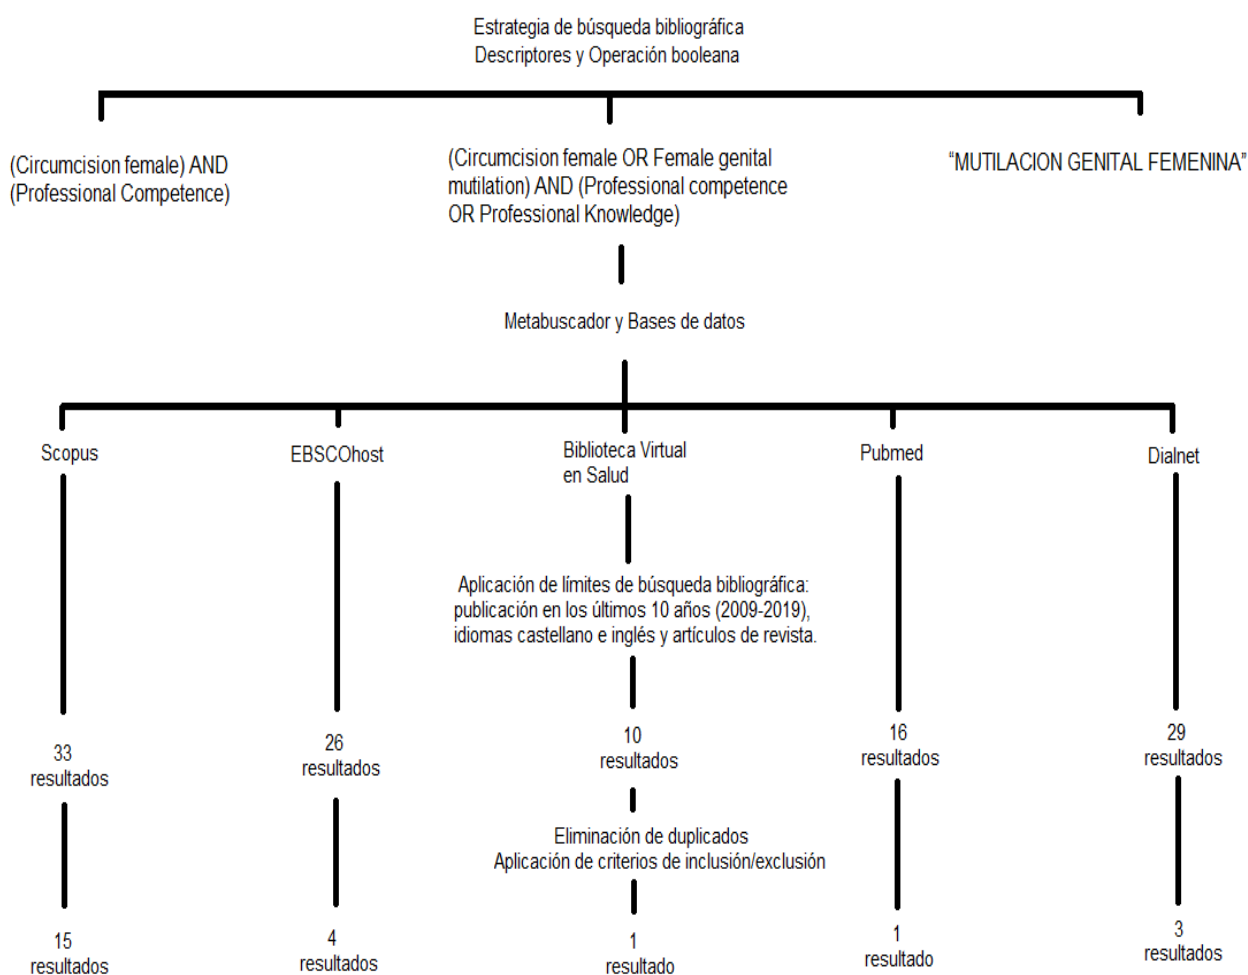 Estrategia de búsqueda bibliográfica
Descriptores y Operación booleana
(Circumcision female) AND
(Professional Competence)
(Circumcision female OR Female genital
mutilation) AND (Professional competence
OR Professional Knowledge)
“MUTILACION GENITAL FEMENINA”
Metabuscador y Bases de datos
Scopus
EBSCOhost
Biblioteca Virtual
en Salud
Pubmed
Dialnet
Aplicación de límites de búsqueda bibliográfica:
publicación en los últimos 10 años (2009-2019),
idiomas castellano e inglés y artículos de revista.
33
resultados
26
resultados
10
resultados
16
resultados
29
resultados
Eliminación de duplicados
Aplicación de criterios de inclusión/exclusión
15
resultados
4
resultados
1
resultado
1
resultado
3
resultados